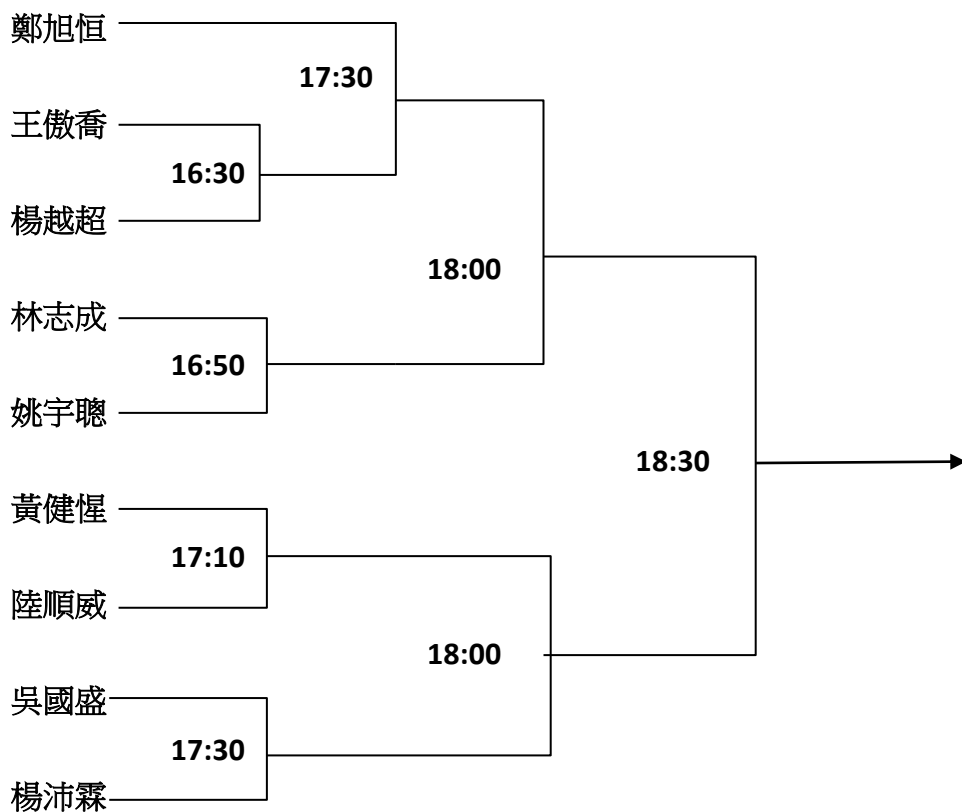 鄭旭恒
17:30
王傲喬
16:30
楊越超
18:00
林志成
16:50
姚宇聰
18:30
黃健惺
17:10
陸順威
18:00
吳國盛
17:30
楊沛霖